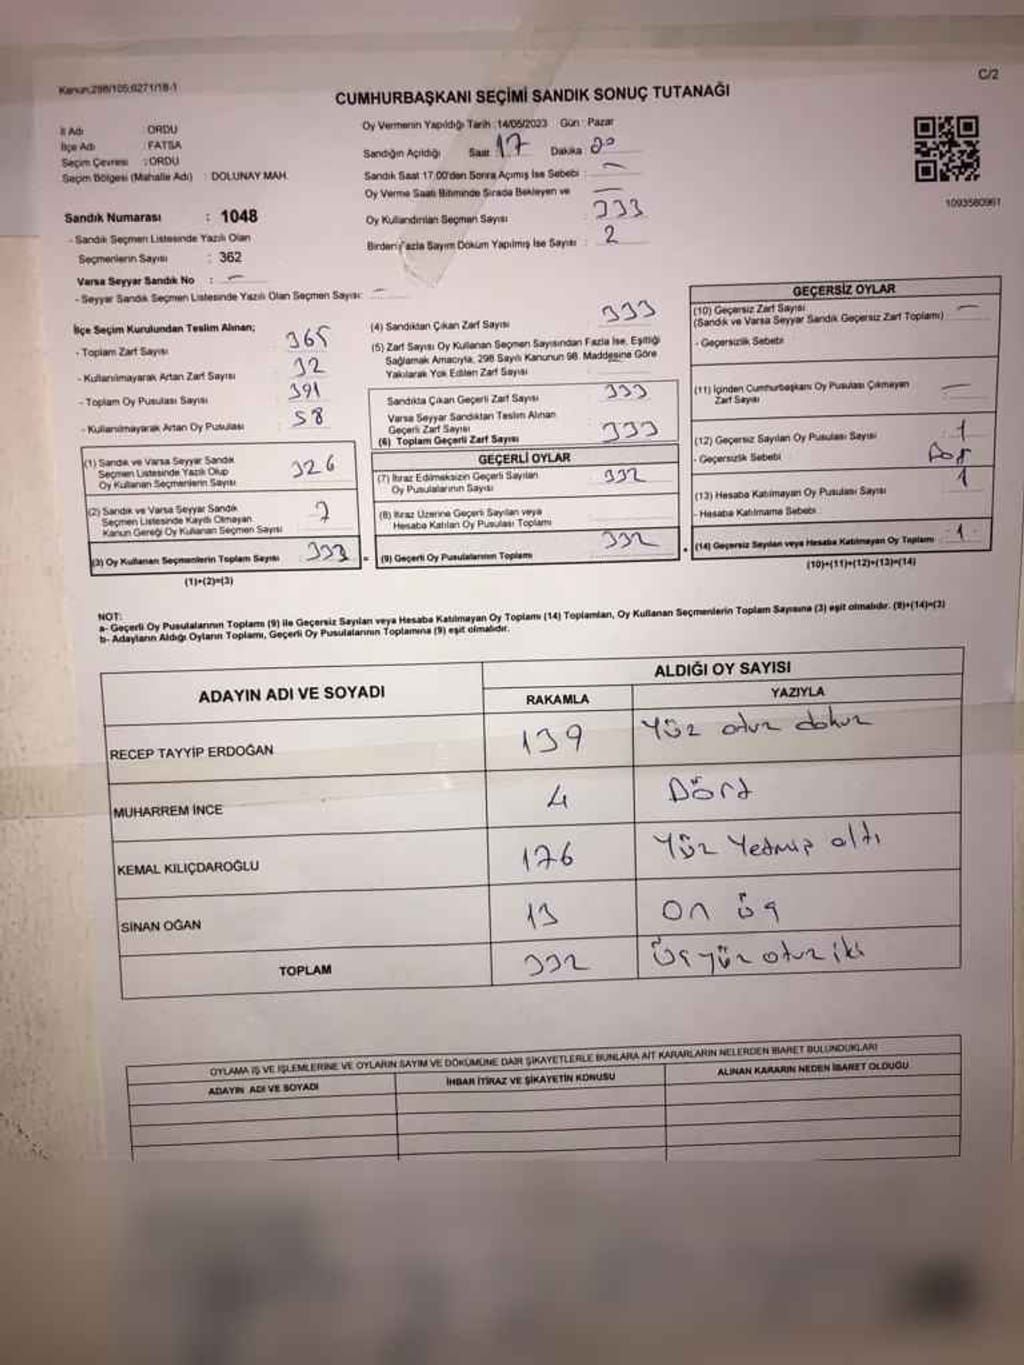 Kanun:298/105;6271/18-1
C/2
CUMHURBAŞKANI SEÇİMİ SANDIK SONUÇ TUTANAĞI
İl Adı : ORDU
İlçe Adı : FATSA
Seçim Çevresi : ORDU
Seçim Bölgesi (Mahalle Adı) : DOLUNAY MAH.
Sandık Numarası : 1048
- Sandık Seçmen Listesinde Yazılı Olan
Seçmenlerin Sayısı : 362
Varsa Seyyar Sandık No : —
- Seyyar Sandık Seçmen Listesinde Yazılı Olan Seçmen Sayısı: —
Oy Vermenin Yapıldığı Tarih : 14/05/2023 Gün : Pazar
Sandığın Açıldığı Saat : 17 Dakika : 20
Sandık Saat 17:00'den Sonra Açımış İse Sebebi : —
Oy Verme Saati Bitiminde Sırada Bekleyen ve —
Oy Kullandırılan Seçmen Sayısı : 333
Birden Fazla Sayım Döküm Yapılmış İse Sayısı : 2
1093580961
İlçe Seçim Kurulundan Teslim Alınan;
- Toplam Zarf Sayısı 365
- Kullanılmayarak Artan Zarf Sayısı 32
- Toplam Oy Pusulası Sayısı 391
- Kullanılmayarak Artan Oy Pusulası 58
(1) Sandık ve Varsa Seyyar Sandık
Seçmen Listesinde Yazılı Olup
Oy Kullanan Seçmenlerin Sayısı 326
(2) Sandık ve Varsa Seyyar Sandık
Seçmen Listesinde Kayıtlı Olmayan
Kanun Gereği Oy Kullanan Seçmen Sayısı 7
(3) Oy Kullanan Seçmenlerin Toplam Sayısı 333 =
(1)+(2)=(3)
(4) Sandıktan Çıkan Zarf Sayısı 333
(5) Zarf Sayısı Oy Kullanan Seçmen Sayısından Fazla İse, Eşitliği
Sağlamak Amacıyla, 298 Sayılı Kanunun 98. Maddesine Göre
Yakılarak Yok Edilen Zarf Sayısı
Sandıkta Çıkan Geçerli Zarf Sayısı 333
Varsa Seyyar Sandıktan Teslim Alınan
Geçerli Zarf Sayısı
(6) Toplam Geçerli Zarf Sayısı 333
GEÇERLİ OYLAR
(7) İtiraz Edilmeksizin Geçerli Sayılan
Oy Pusulalarının Sayısı 332
(8) İtiraz Üzerine Geçerli Sayılan veya
Hesaba Katılan Oy Pusulası Toplamı
(9) Geçerli Oy Pusulalarının Toplamı 332 +
GEÇERSİZ OYLAR
(10) Geçersiz Zarf Sayısı
(Sandık ve Varsa Seyyar Sandık Geçersiz Zarf Toplamı) : —
- Geçersizlik Sebebi
(11) İçinden Cumhurbaşkanı Oy Pusulası Çıkmayan
Zarf Sayısı —
(12) Geçersiz Sayılan Oy Pusulası Sayısı 1
- Geçersizlik Sebebi
(13) Hesaba Katılmayan Oy Pusulası Sayısı 1
- Hesaba Katılmama Sebebi :
(14) Geçersiz Sayılan veya Hesaba Katılmayan Oy Toplamı : 1
(10)+(11)+(12)+(13)=(14)
NOT:
a- Geçerli Oy Pusulalarının Toplamı (9) ile Geçersiz Sayılan veya Hesaba Katılmayan Oy Toplamı (14) Toplamları, Oy Kullanan Seçmenlerin Toplam Sayısına (3) eşit olmalıdır. (9)+(14)=(3)
b- Adayların Aldığı Oyların Toplamı, Geçerli Oy Pusulalarının Toplamına (9) eşit olmalıdır.
ADAYIN ADI VE SOYADI
ALDIĞI OY SAYISI
RAKAMLA YAZIYLA
RECEP TAYYİP ERDOĞAN 139 Yüz otuz dokuz
MUHARREM İNCE 4 Dört
KEMAL KILIÇDAROĞLU 176 Yüz Yetmiş altı
SİNAN OĞAN 13 On üç
TOPLAM 332 Üç yüz otuz iki
OYLAMA İŞ VE İŞLEMLERİNE VE OYLARIN SAYIM VE DÖKÜMÜNE DAİR ŞİKAYETLERLE BUNLARA AİT KARARLARIN NELERDEN İBARET BULUNDUKLARI
ADAYIN ADI VE SOYADI
İHBAR İTİRAZ VE ŞİKAYETİN KONUSU
ALINAN KARARIN NEDEN İBARET OLDUĞU